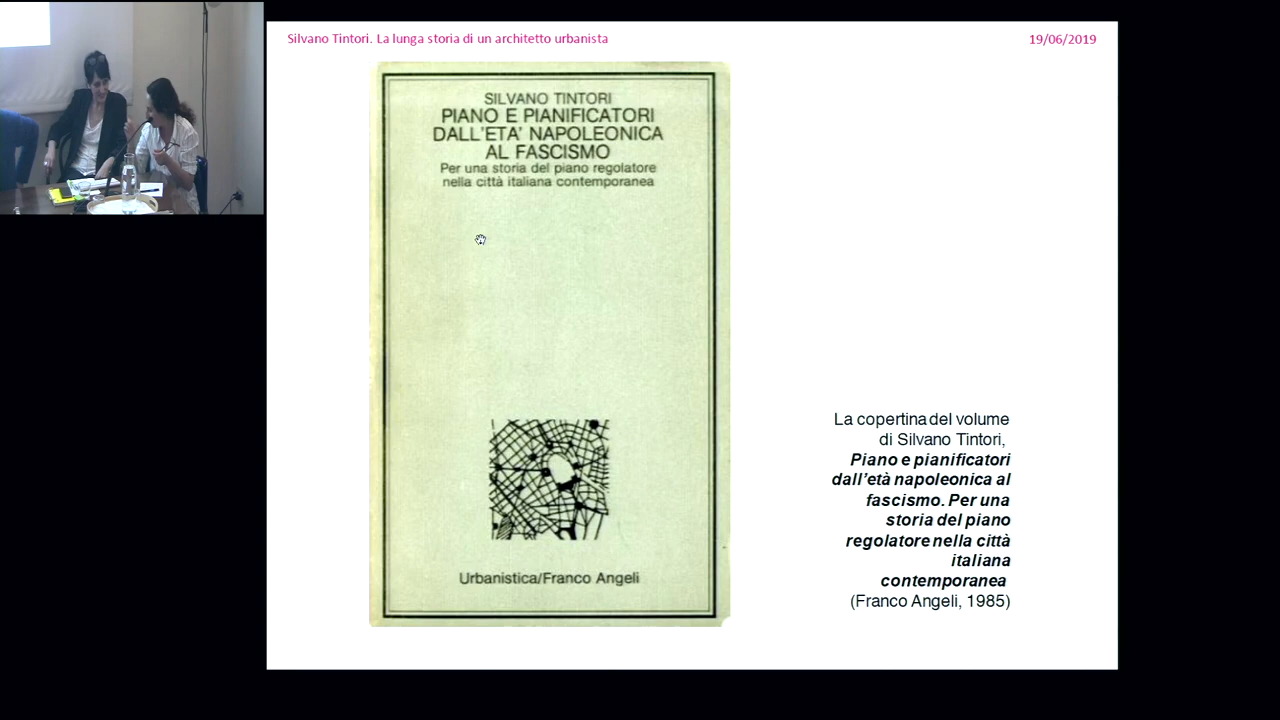 Silvano Tintori. La lunga storia di un architetto urbanista
19/06/2019
SILVANO TINTORI
PIANO E PIANIFICATORI
DALL'ETA' NAPOLEONICA
AL FASCISMO
Per una storia del piano regolatore
nella città italiana contemporanea
Urbanistica/Franco Angeli
La copertina del volume
di Silvano Tintori,
Piano e pianificatori
dall'età napoleonica al
fascismo. Per una
storia del piano
regolatore nella città
italiana
contemporanea
(Franco Angeli, 1985)